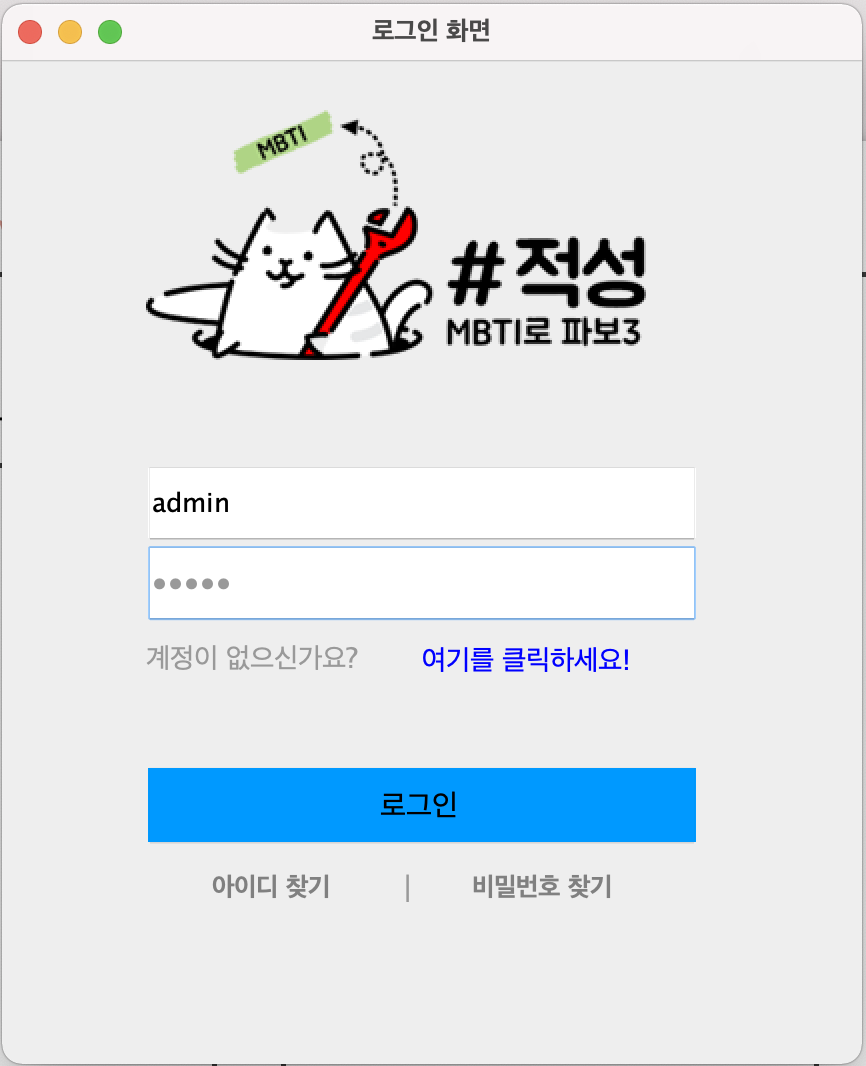 로그인 화면
MBTI
#적성
MBTI로 파보3
admin
•••••
계정이 없으신가요? 여기를 클릭하세요!
로그인
아이디 찾기 | 비밀번호 찾기